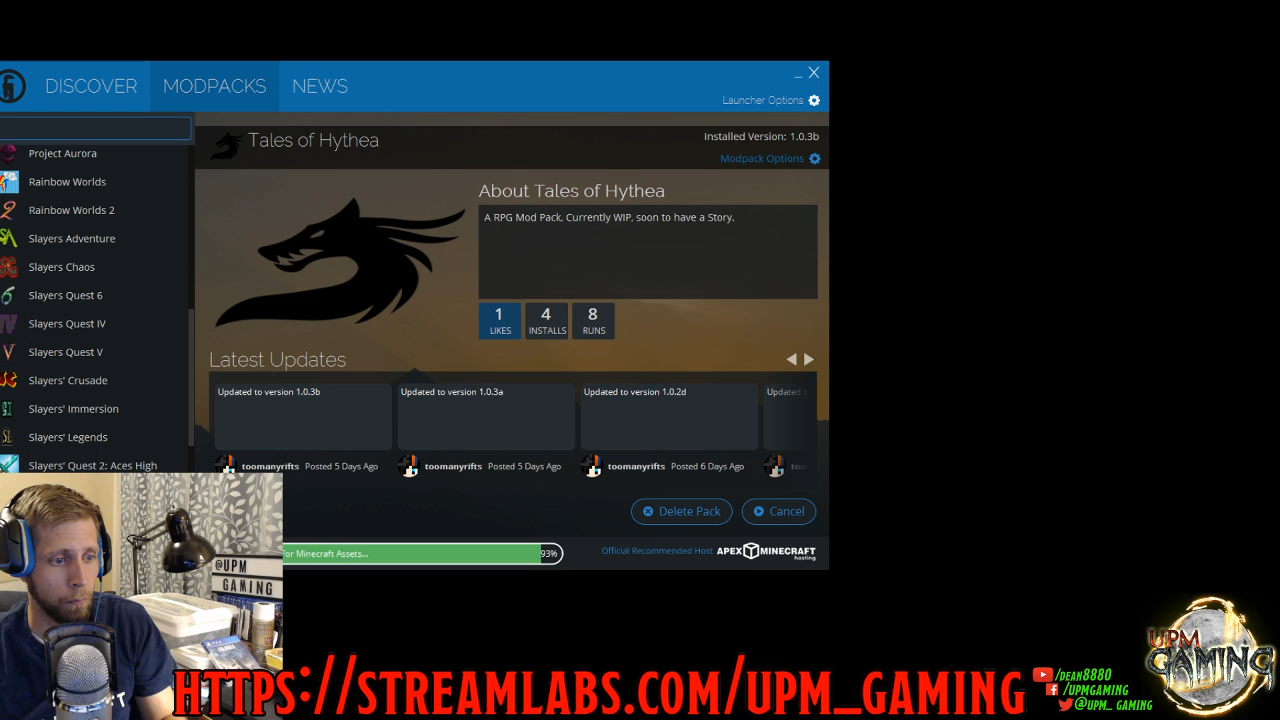 DISCOVER
MODPACKS
NEWS
Launcher Options
Project Aurora
Rainbow Worlds
Rainbow Worlds 2
Slayers Adventure
Slayers Chaos
Slayers Quest 6
Slayers Quest IV
Slayers Quest V
Slayers' Crusade
Slayers' Immersion
Slayers' Legends
Slayers' Quest 2: Aces High
Tales of Hythea
Installed Version: 1.0.3b
Modpack Options
About Tales of Hythea
A RPG Mod Pack, Currently WIP, soon to have a Story.
1 LIKES
4 INSTALLS
8 RUNS
Latest Updates
Updated to version 1.0.3b
Updated to version 1.0.3a
Updated to version 1.0.2d
Updated
toomanyrifts Posted 5 Days Ago
toomanyrifts Posted 5 Days Ago
toomanyrifts Posted 6 Days Ago
Delete Pack
Cancel
For Minecraft Assets...
93%
Official Recommended Host APEX MINECRAFT
hosting
@UPM
GAMING
HTTPS://STREAMLABS.COM/UPM_GAMING
/DEAN8880
/UPMGAMING
@UPM_ GAMING
UPM
GAMING